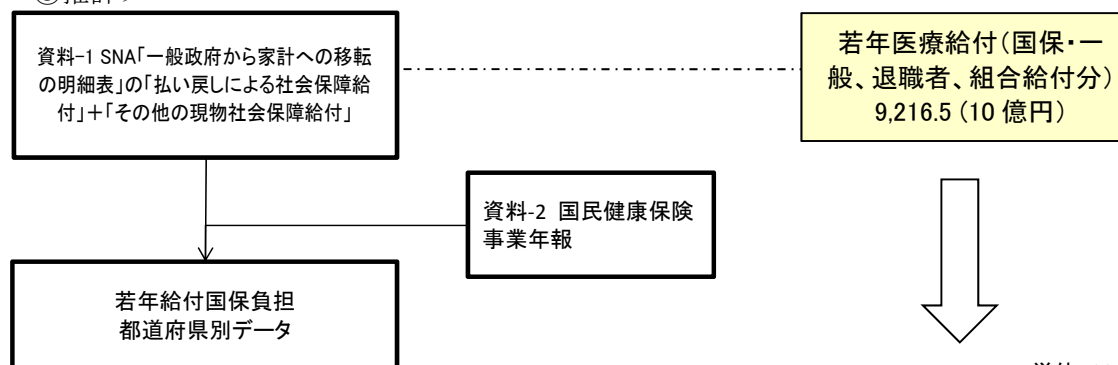 資料-1 SNA「一般政府から家計への移転
の明細表」の「払い戻しによる社会保障給
付」+「その他の現物社会保障給付」
若年医療給付(国保・一
般、退職者、組合給付分)
9,216.5 (10 億円)
資料-2 国民健康保険
事業年報
若年給付国保負担
都道府県別データ